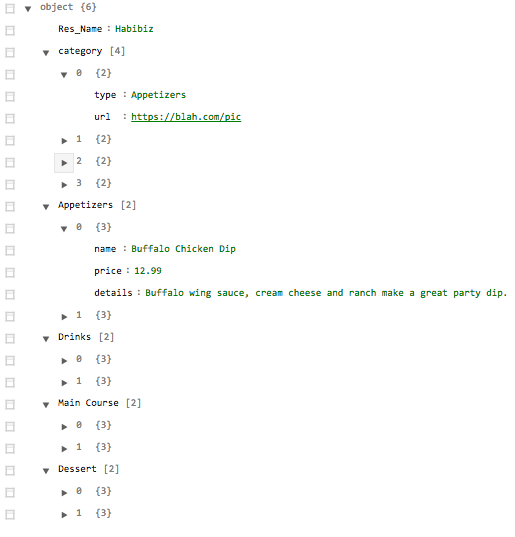 object {6}
Res_Name : Habibiz
category [4]
0 {2}
type : Appetizers
url : https://blah.com/pic
1 {2}
2 {2}
3 {2}
Appetizers [2]
0 {3}
name : Buffalo Chicken Dip
price : 12.99
details : Buffalo wing sauce, cream cheese and ranch make a great party dip.
1 {3}
Drinks [2]
0 {3}
1 {3}
Main Course [2]
0 {3}
1 {3}
Dessert [2]
0 {3}
1 {3}